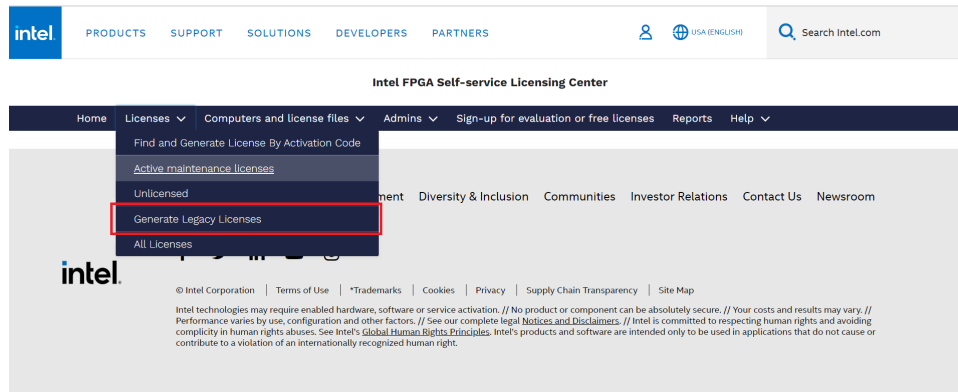 intel.
PRODUCTS SUPPORT SOLUTIONS DEVELOPERS PARTNERS USA (ENGLISH) Search Intel.com
Intel FPGA Self-service Licensing Center
Home Licenses Computers and license files Admins Sign-up for evaluation or free licenses Reports Help
Find and Generate License By Activation Code
Active maintenance licenses
Unlicensed
Generate Legacy Licenses
All Licenses
Diversity & Inclusion Communities Investor Relations Contact Us Newsroom
intel.
© Intel Corporation | Terms of Use | *Trademarks | Cookies | Privacy | Supply Chain Transparency | Site Map
Intel technologies may require enabled hardware, software or service activation. // No product or component can be absolutely secure. // Your costs and results may vary. //
Performance varies by use, configuration and other factors. // See our complete legal Notices and Disclaimers. // Intel is committed to respecting human rights and avoiding
complicity in human rights abuses. See Intel's Global Human Rights Principles. Intel's products and software are intended only to be used in applications that do not cause or
contribute to a violation of an internationally recognized human right.